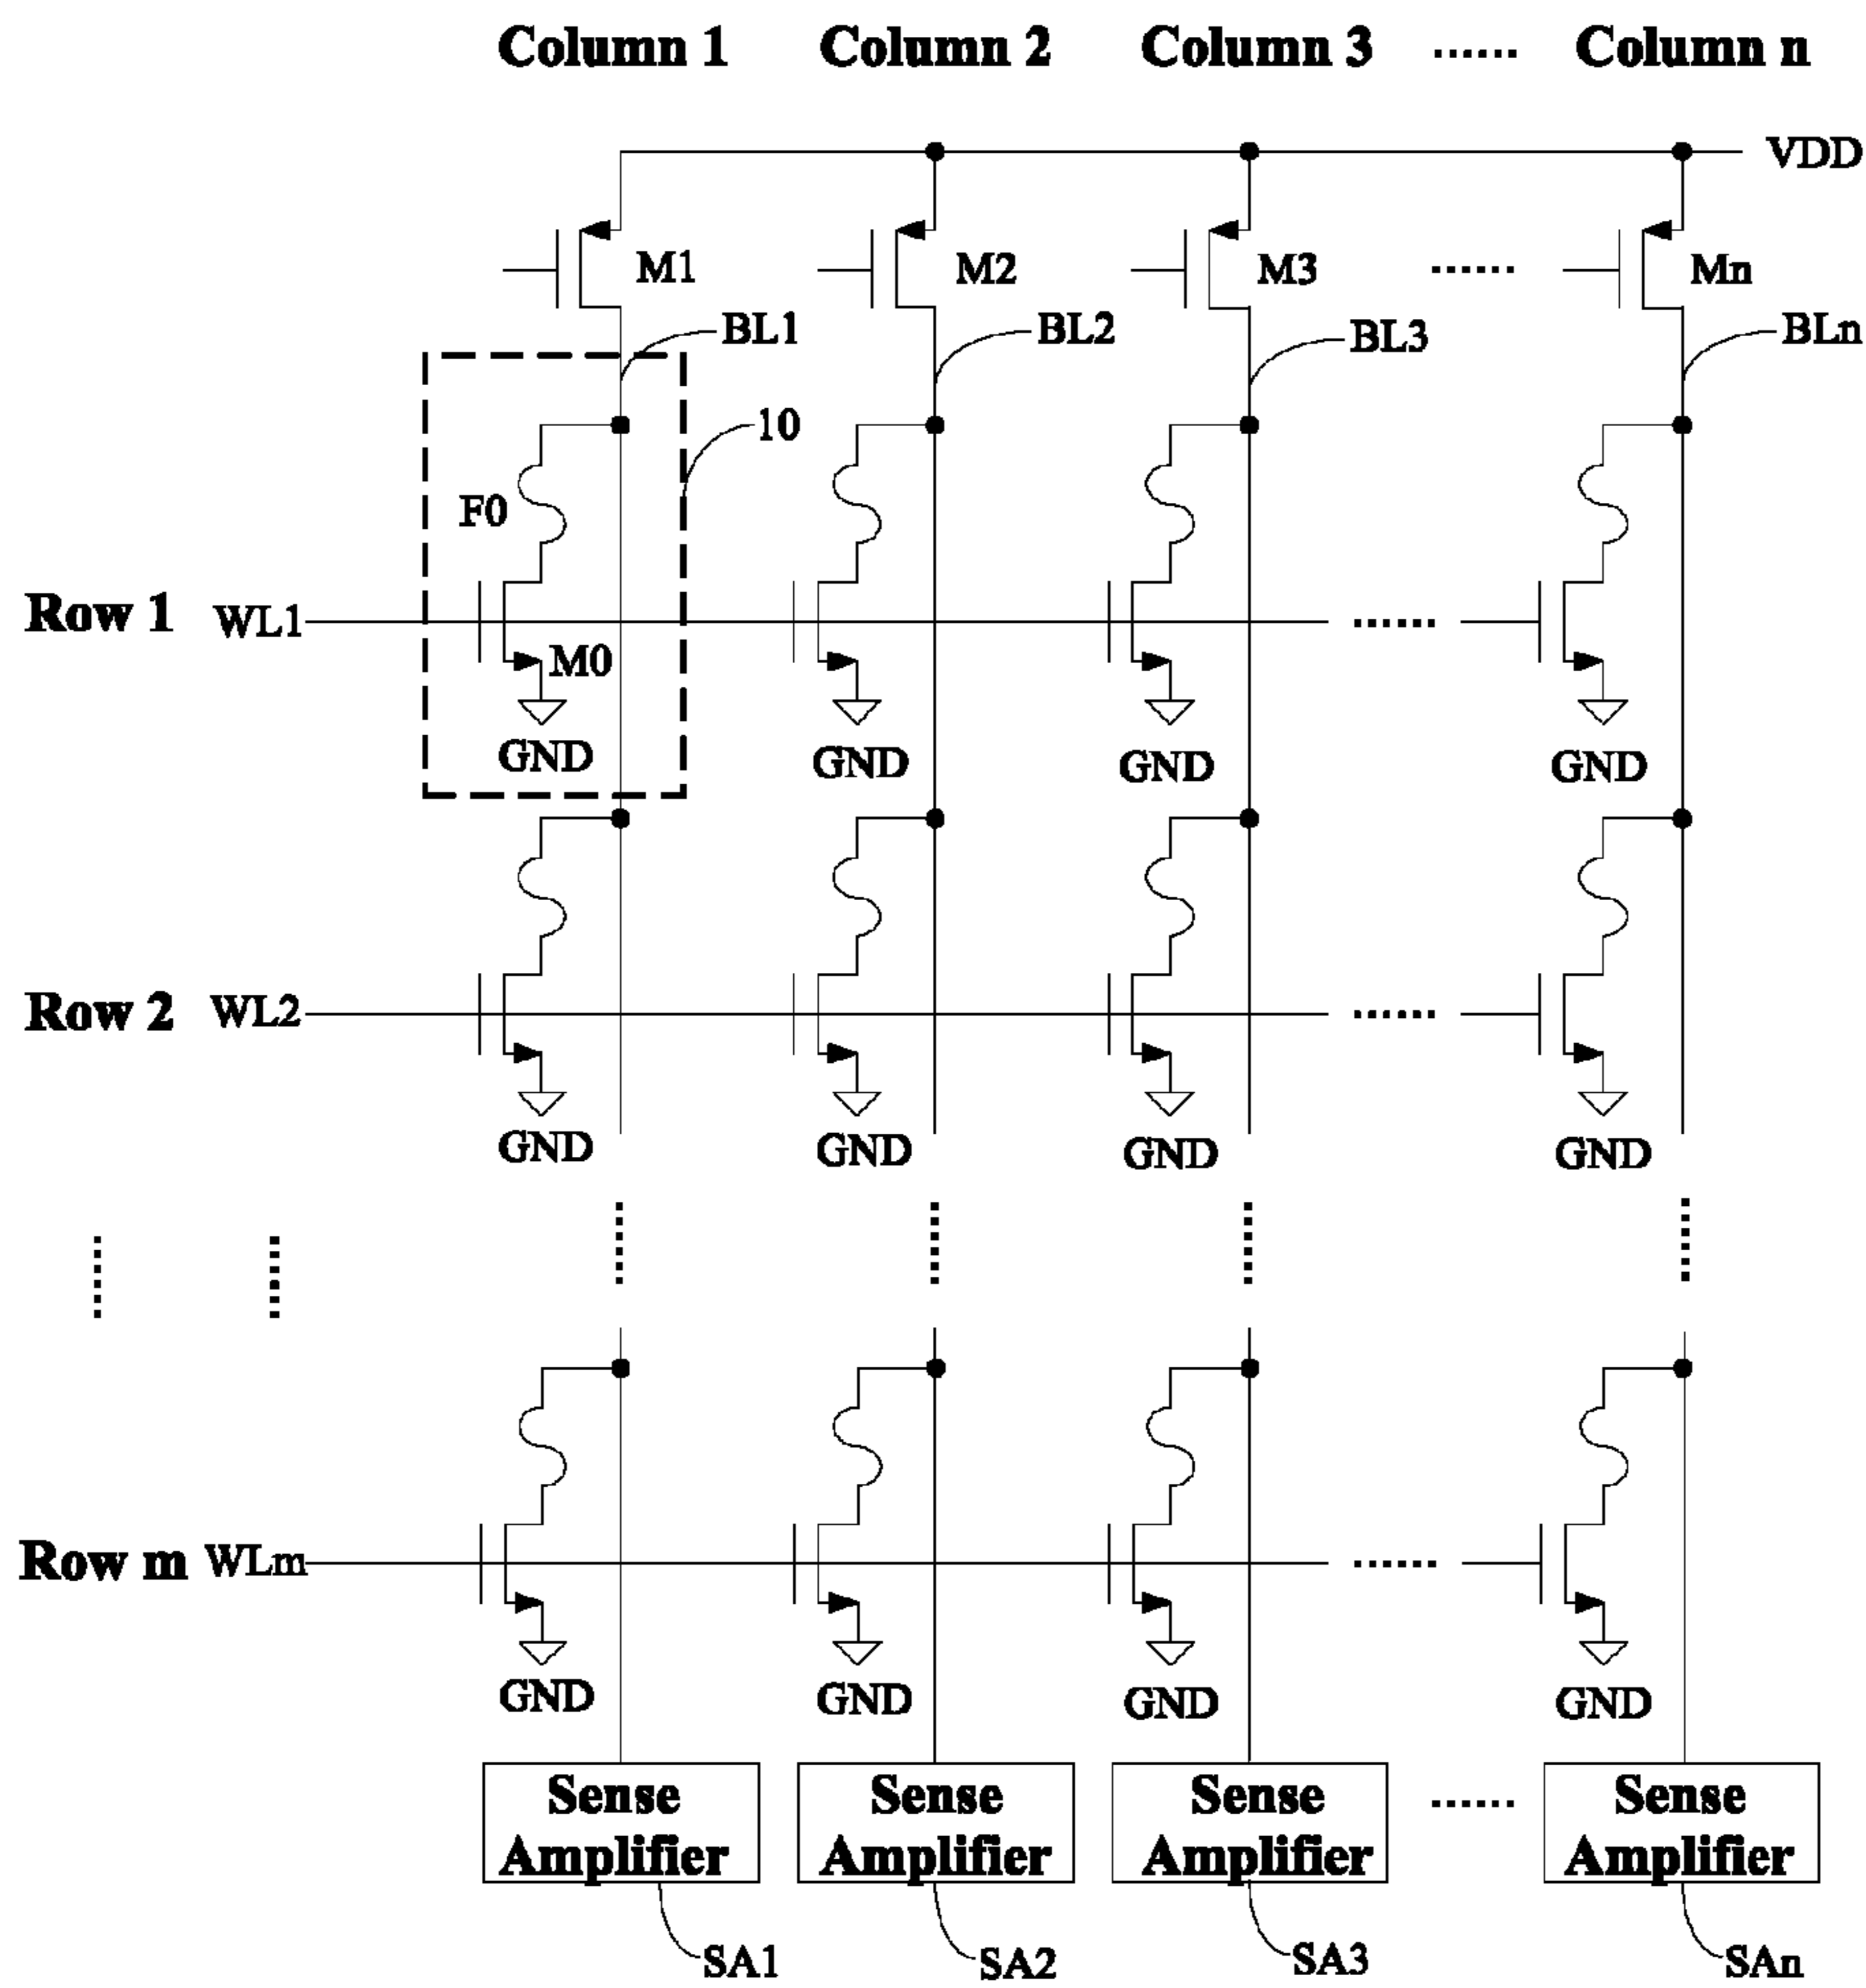 Column 1 Column 2 Column 3 ...... Column n
VDD
M1 M2 M3 ...... Mn
BL1 BL2 BL3 BLn
10
F0
Row 1 WL1 ......
M0
GND GND GND GND
Row 2 WL2 ......
GND GND GND GND
Row m WLm ......
GND GND GND GND
Sense Amplifier
Sense Amplifier
Sense Amplifier
......
Sense Amplifier
SA1 SA2 SA3 SAn